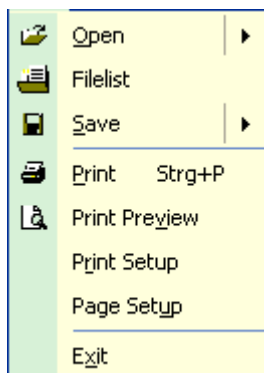 Open
Filelist
Save
Print Strg+P
Print Preview
Print Setup
Page Setup
Exit